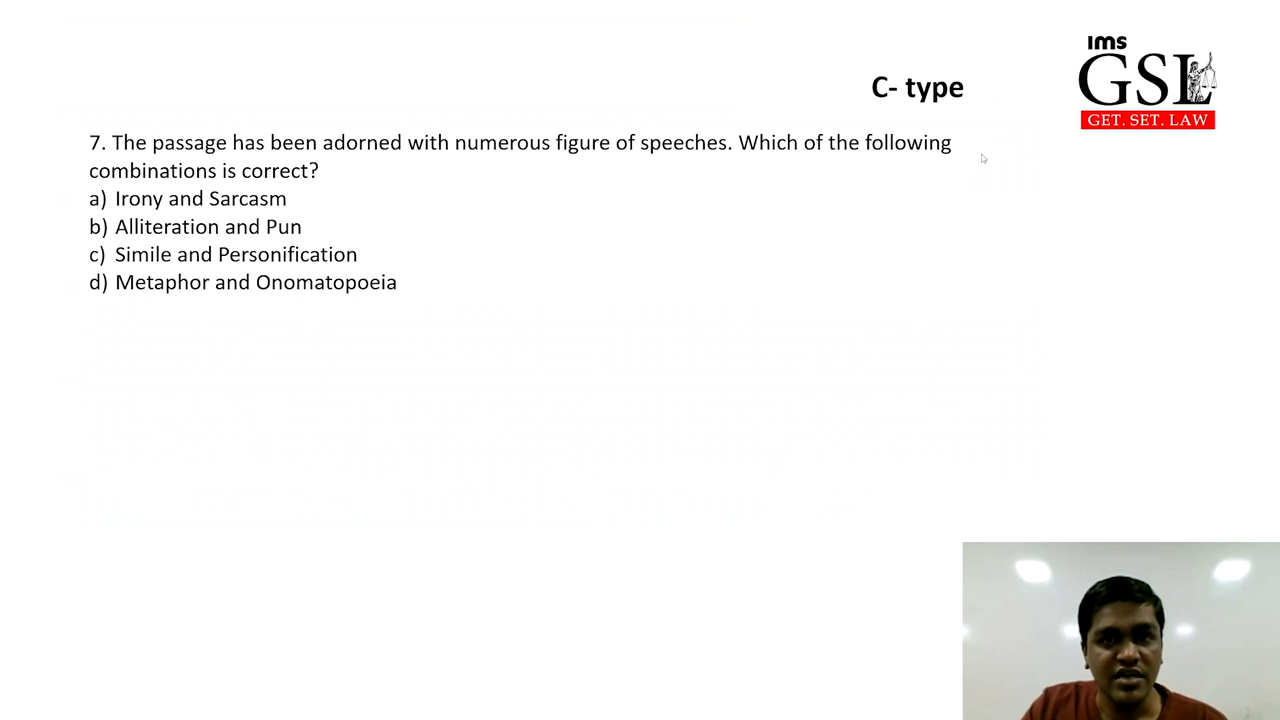 ims
GSL
GET. SET. LAW
C- type
7. The passage has been adorned with numerous figure of speeches. Which of the following
combinations is correct?
a) Irony and Sarcasm
b) Alliteration and Pun
c) Simile and Personification
d) Metaphor and Onomatopoeia